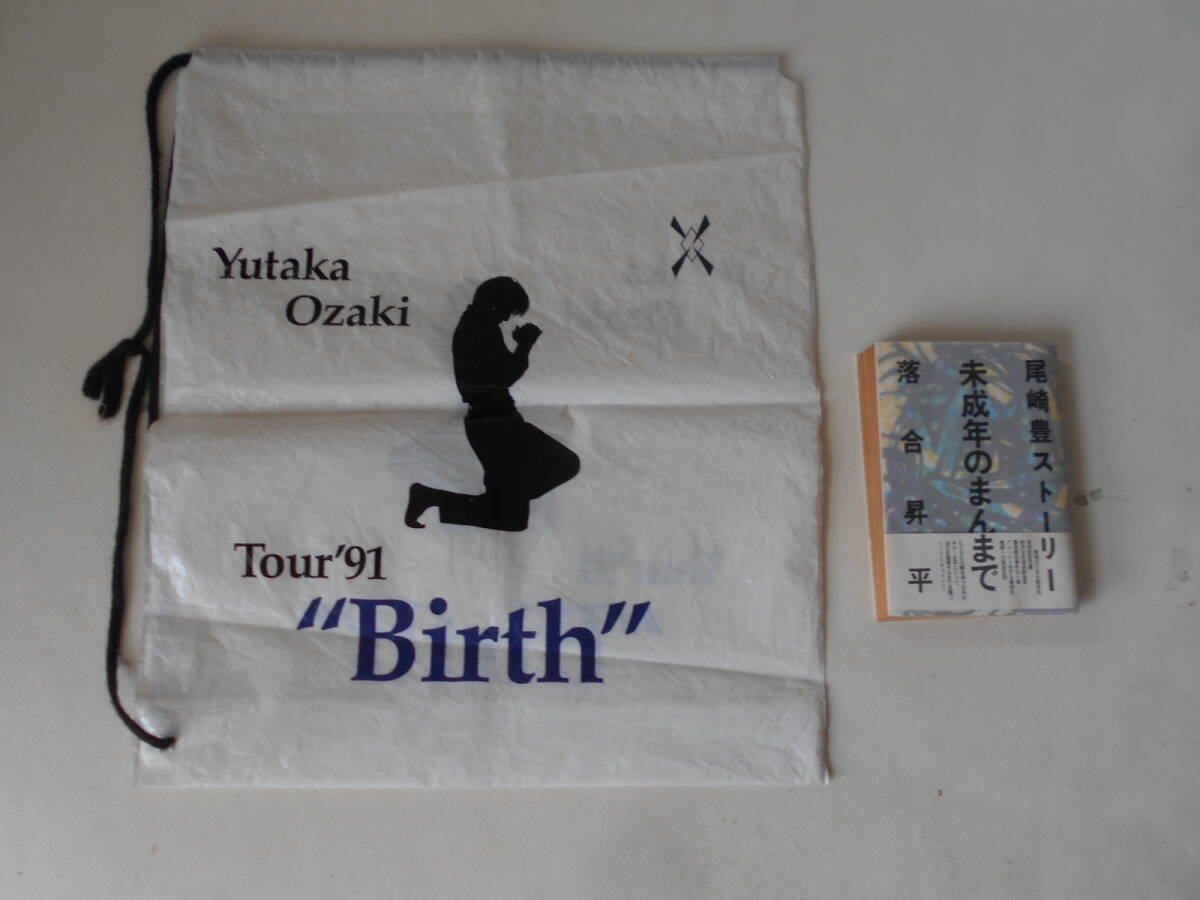 Yutaka
Ozaki
Tour'91
“Birth”
尾崎豊ストーリー
未成年のまんまで
落合昇平